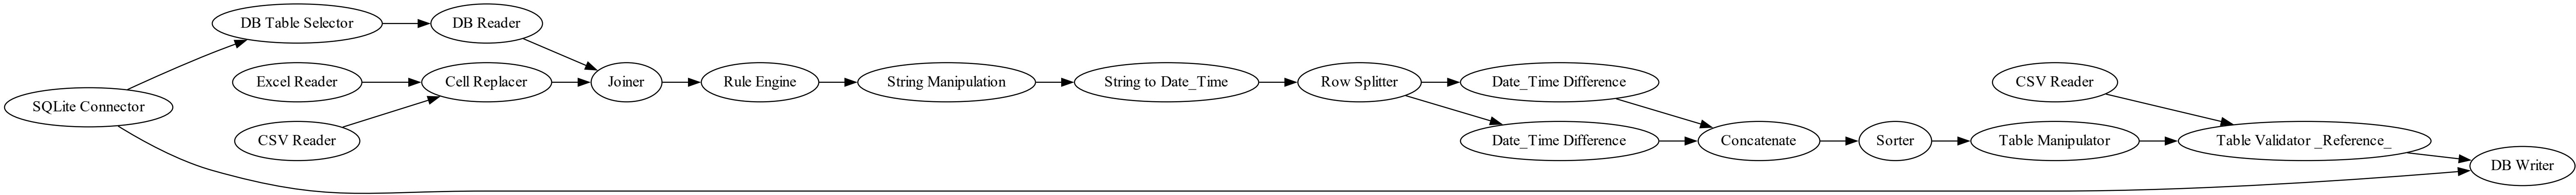 DB Table Selector
DB Reader
Excel Reader
Cell Replacer
Joiner
Rule Engine
String Manipulation
String to Date_Time
Row Splitter
Date_Time Difference
CSV Reader
SQLite Connector
CSV Reader
Date_Time Difference
Concatenate
Sorter
Table Manipulator
Table Validator _Reference_
DB Writer